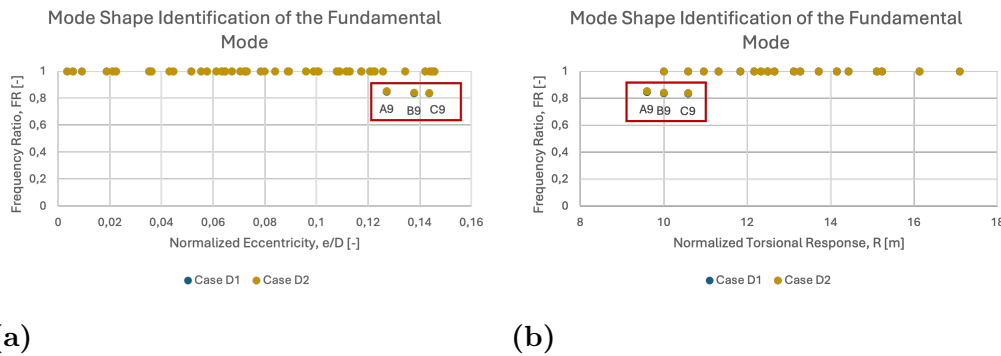 Mode Shape Identification of the Fundamental
Mode
Frequency Ratio, FR [-]
1
0,8
0,6
0,4
0,2
0
A9 B9 C9
0 0,02 0,04 0,06 0,08 0,1 0,12 0,14 0,16
Normalized Eccentricity, e/D [-]
Case D1 Case D2
Mode Shape Identification of the Fundamental
Mode
Frequency Ratio, FR [-]
1
0,8
0,6
0,4
0,2
0
A9 B9 C9
8 10 12 14 16 18
Normalized Torsional Response, R [m]
Case D1 Case D2
(a)
(b)